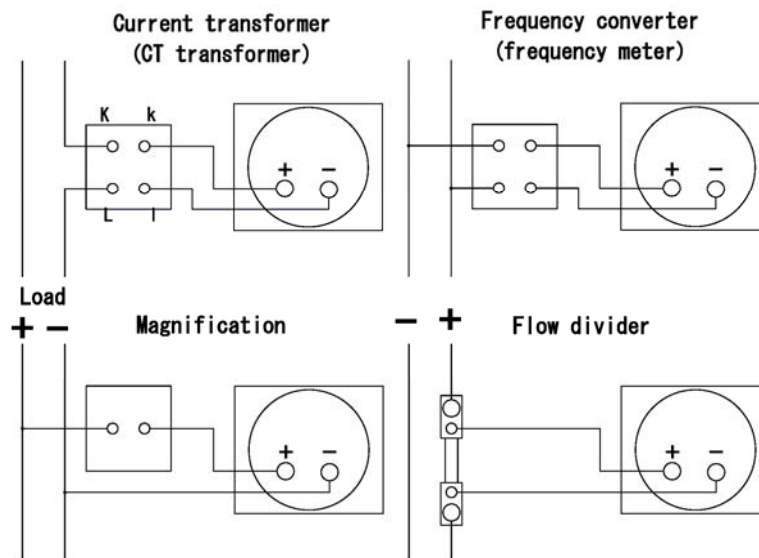 Current transformer
(CT transformer)
Frequency converter
(frequency meter)
K k
+ −
L l
+ −
Load
+ −
Magnification
− +
Flow divider
+ −
+ −